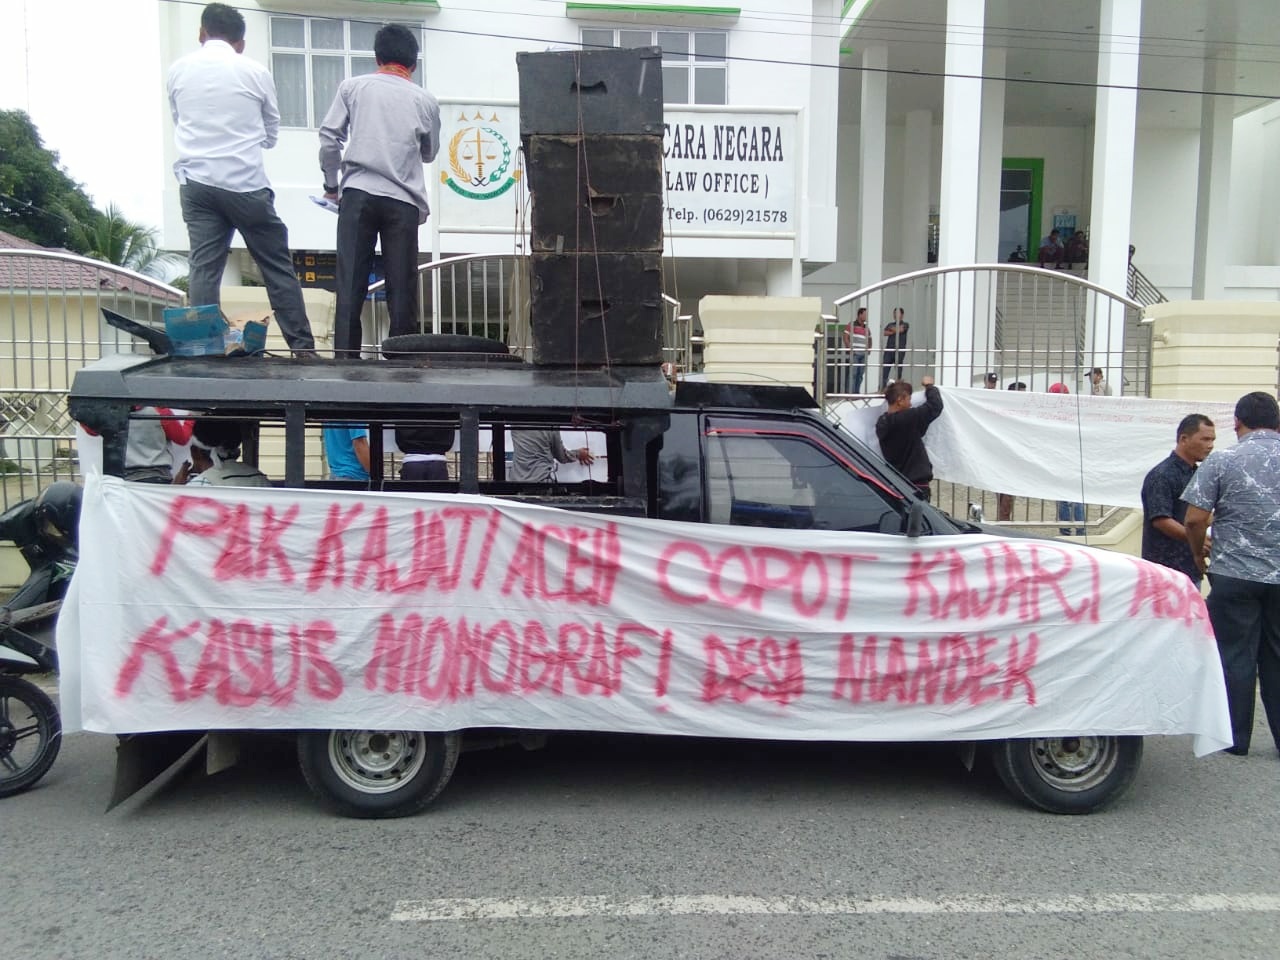 CARA NEGARA
LAW OFFICE )
Telp. (0629)21578
PAK KAJATI ACEH COPOT KAJARI
KASUS MONOGRAFI DESA MANDEK